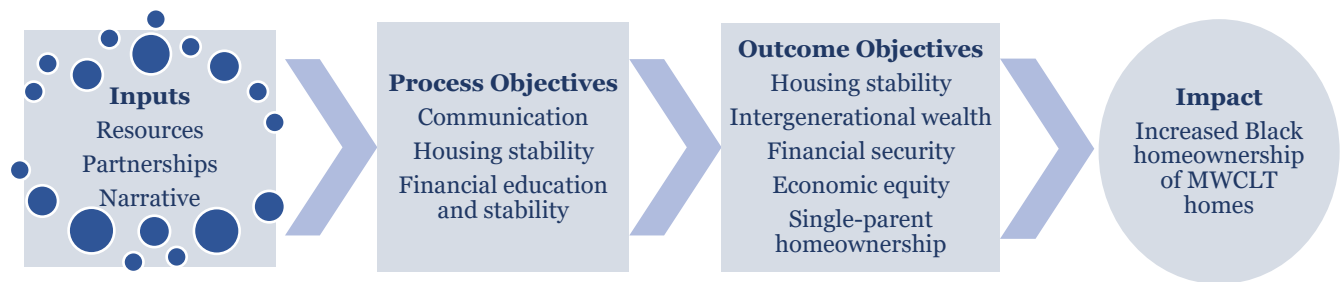 Inputs
Resources
Partnerships
Narrative
Process Objectives
Communication
Housing stability
Financial education
and stability
Outcome Objectives
Housing stability
Intergenerational wealth
Financial security
Economic equity
Single-parent
homeownership
Impact
Increased Black
homeownership
of MWCLT
homes